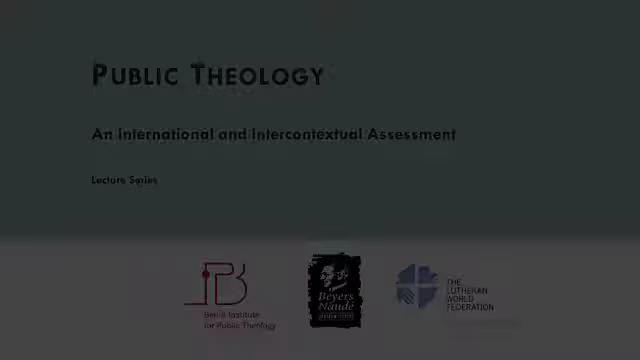 PUBLIC THEOLOGY
An International and Intercontextual Assessment
Lecture Series
Berlin Institute
for Public Theology
Beyers
Naudé
THE
LUTHERAN
WORLD
FEDERATION